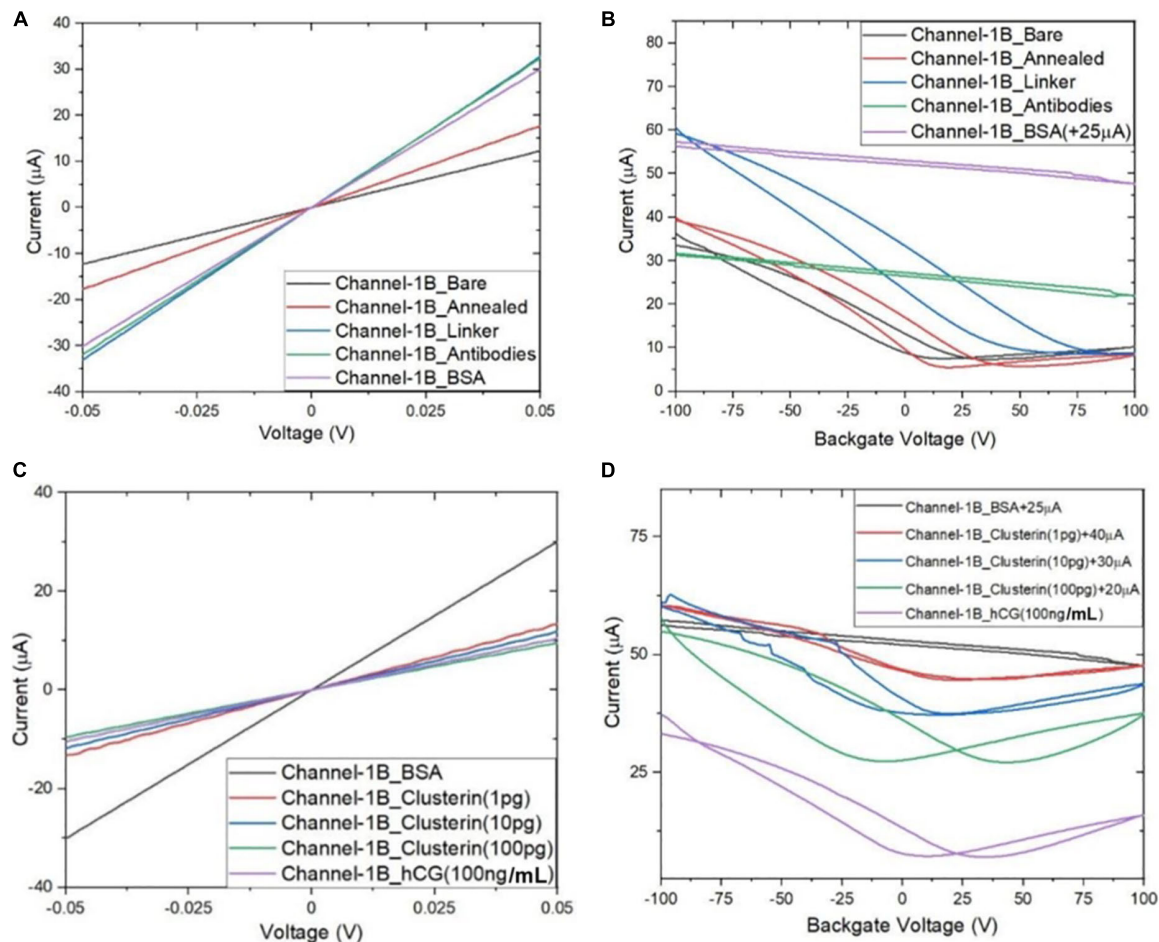 A
Current (μA)
40
30
20
10
0
-10
-20
-30
-40
Channel-1B_Bare
Channel-1B_Annealed
Channel-1B_Linker
Channel-1B_Antibodies
Channel-1B_BSA
-0.05
-0.025
0
0.025
0.05
Voltage (V)
B
Current (μA)
80
70
60
50
40
30
20
10
0
Channel-1B_Bare
Channel-1B_Annealed
Channel-1B_Linker
Channel-1B_Antibodies
Channel-1B_BSA(+25μA)
-100
-75
-50
-25
0
25
50
75
100
Backgate Voltage (V)
C
Current (μA)
40
20
0
-20
-40
Channel-1B_BSA
Channel-1B_Clusterin(1pg)
Channel-1B_Clusterin(10pg)
Channel-1B_Clusterin(100pg)
Channel-1B_hCG(100ng/mL)
-0.05
-0.025
0
0.025
0.05
Voltage (V)
D
Current (μA)
75
50
25
Channel-1B_BSA+25μA
Channel-1B_Clusterin(1pg)+40μA
Channel-1B_Clusterin(10pg)+30μA
Channel-1B_Clusterin(100pg)+20μA
Channel-1B_hCG(100ng/mL)
-100
-75
-50
-25
0
25
50
75
100
Backgate Voltage (V)